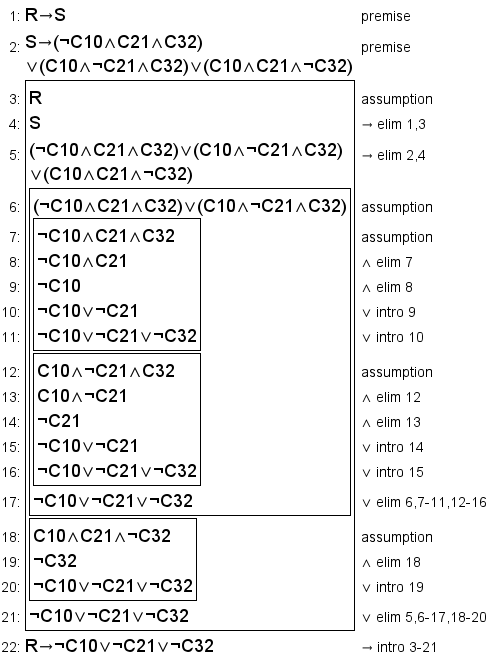 1: R→S premise
2: S→(¬C10∧C21∧C32) premise
∨(C10∧¬C21∧C32)∨(C10∧C21∧¬C32)
3: R assumption
4: S → elim 1,3
5: (¬C10∧C21∧C32)∨(C10∧¬C21∧C32) → elim 2,4
∨(C10∧C21∧¬C32)
6: (¬C10∧C21∧C32)∨(C10∧¬C21∧C32) assumption
7: ¬C10∧C21∧C32 assumption
8: ¬C10∧C21 ∧ elim 7
9: ¬C10 ∧ elim 8
10: ¬C10∨¬C21 ∨ intro 9
11: ¬C10∨¬C21∨¬C32 ∨ intro 10
12: C10∧¬C21∧C32 assumption
13: C10∧¬C21 ∧ elim 12
14: ¬C21 ∧ elim 13
15: ¬C10∨¬C21 ∨ intro 14
16: ¬C10∨¬C21∨¬C32 ∨ intro 15
17: ¬C10∨¬C21∨¬C32 ∨ elim 6,7-11,12-16
18: C10∧C21∧¬C32 assumption
19: ¬C32 ∧ elim 18
20: ¬C10∨¬C21∨¬C32 ∨ intro 19
21: ¬C10∨¬C21∨¬C32 ∨ elim 5,6-17,18-20
22: R→¬C10∨¬C21∨¬C32 → intro 3-21